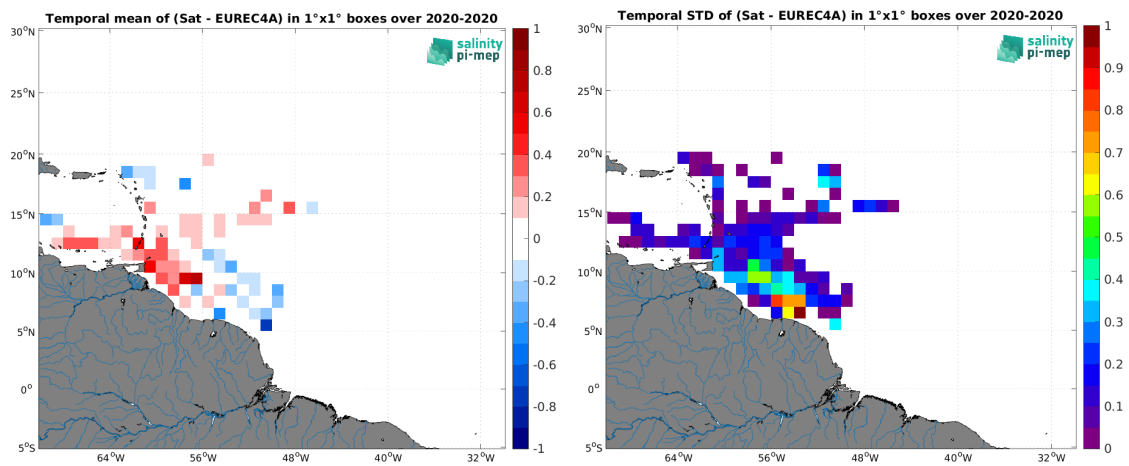 Temporal mean of (Sat - EUREC4A) in 1°x1° boxes over 2020-2020
30°N
25°N
20°N
15°N
10°N
5°N
0°
5°S
64°W
56°W
48°W
40°W
32°W
salinity
pi-mep
1
0.8
0.6
0.4
0.2
0
-0.2
-0.4
-0.6
-0.8
-1
Temporal STD of (Sat - EUREC4A) in 1°x1° boxes over 2020-2020
30°N
25°N
20°N
15°N
10°N
5°N
0°
5°S
64°W
56°W
48°W
40°W
32°W
salinity
pi-mep
1
0.9
0.8
0.7
0.6
0.5
0.4
0.3
0.2
0.1
0